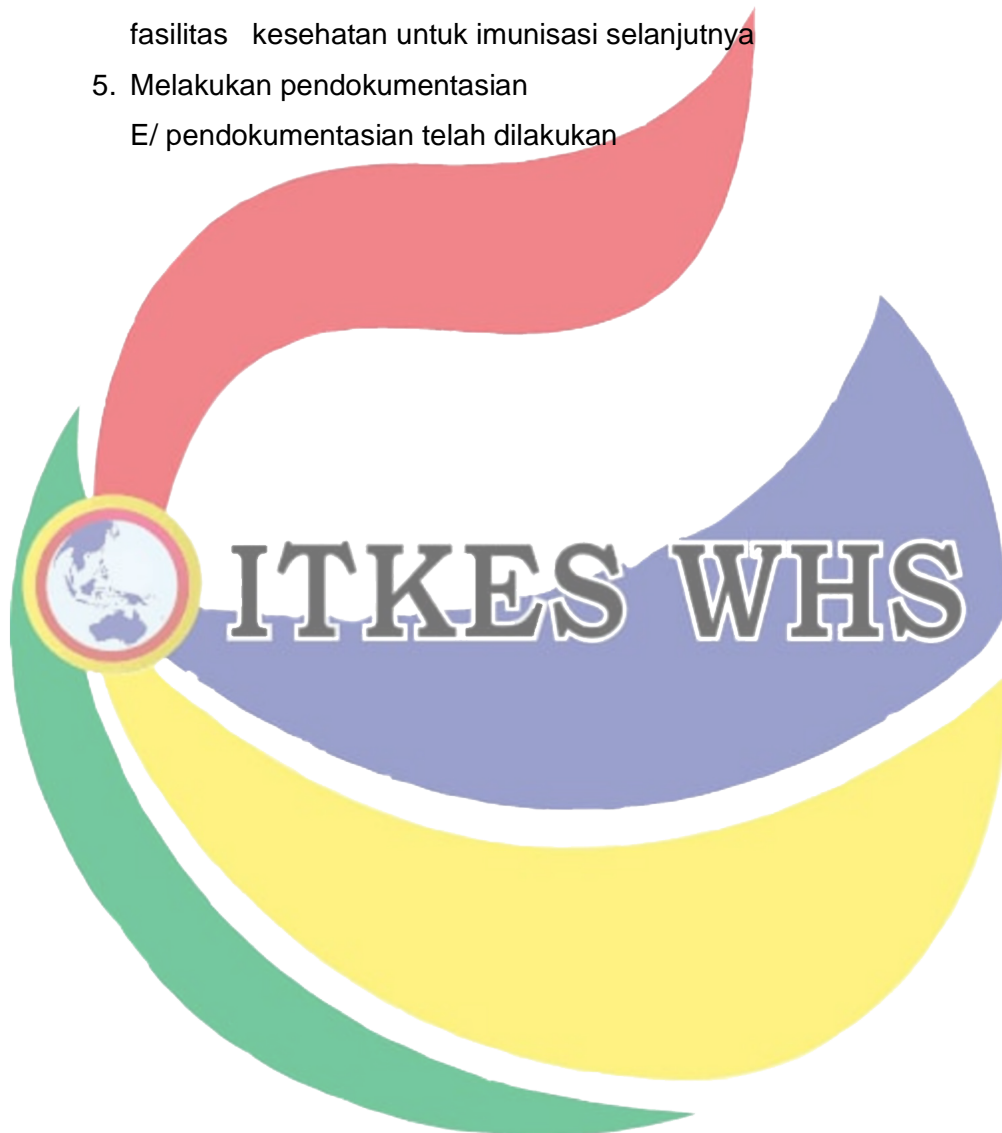 fasilitas kesehatan untuk imunisasi selanjutnya
5. Melakukan pendokumentasian
E/ pendokumentasian telah dilakukan
ITKES WHS